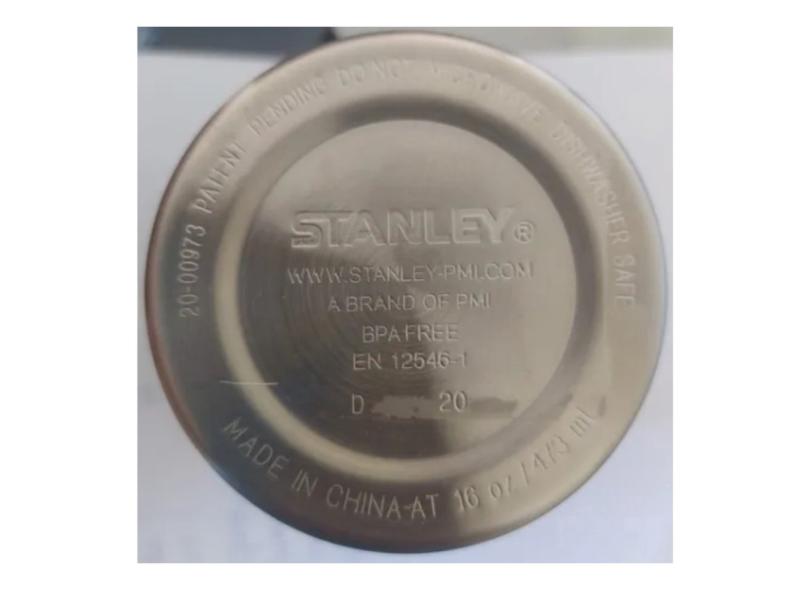 20-00973 PATENT PENDING DO NOT MICROWAVE DISHWASHER SAFE
STANLEY®
WWW.STANLEY-PMI.COM
A BRAND OF PMI
BPA FREE
EN 12546-1
D 20
MADE IN CHINA-AT 16 oz / 473 mL